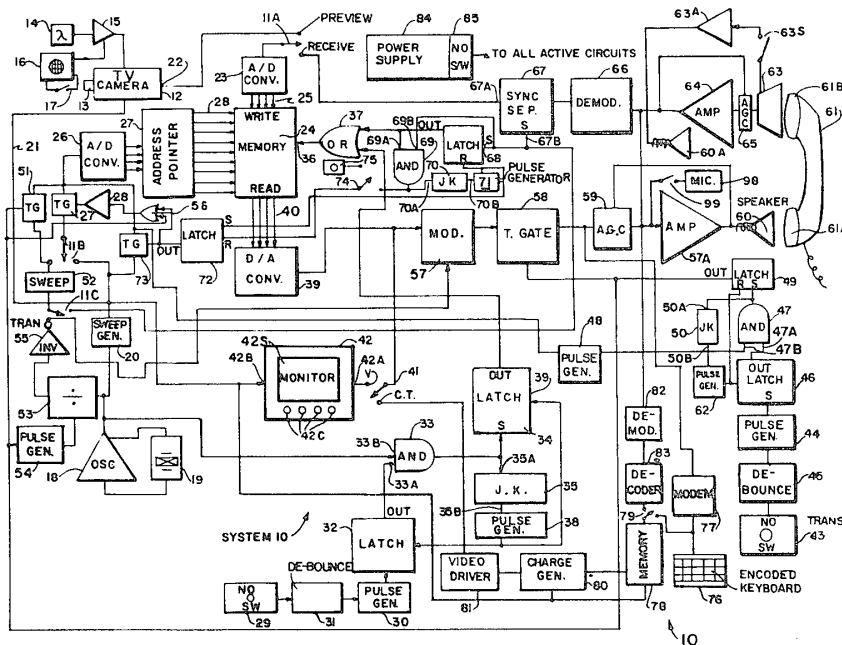 14
λ
15
16
17
13
TV CAMERA
22
12
11A
PREVIEW
RECEIVE
A/D CONV.
23
25
84
POWER SUPPLY
85
NO S/W
TO ALL ACTIVE CIRCUITS
67A
67
SYNC SEP.
S
67B
66
DEMOD.
63A
63S
63
64
AMP
AGC
65
60A
61B
61
61A
21
26
A/D CONV.
27
ADDRESS POINTER
28
WRITE
MEMORY
24
36
READ
40
37
OR
75
69B
69A
AND
69
OUT
LATCH
S
R
68
74
70
JK
70A
70B
71
PULSE GENERATOR
51
TG
TG
27
28
56
11B
TG
73
OUT
LATCH
S
R
72
D/A CONV.
39
MOD.
57
58
T. GATE
59
A.G.C
MIC.
98
99
AMP
57A
SPEAKER
60
SWEEP
52
11C
TRAN
INV
55
SWEEP GEN.
20
÷
53
PULSE GEN.
54
OSC
18
19
42S
42
42B
MONITOR
42A
V
42C
41
C.T.
OUT
LATCH
S
39
34
48
PULSE GEN.
OUT
LATCH
R S
49
50A
50
JK
50B
AND
47
47A
47B
PULSE GEN.
62
OUT
LATCH
S
46
PULSE GEN.
44
DE-BOUNCE
45
NO SW
TRANS
43
33
33B
AND
33A
35A
J.K.
35
35B
PULSE GEN.
38
SYSTEM 10
OUT
32
LATCH
DE-BOUNCE
NO SW
29
31
PULSE GEN.
30
82
DE-MOD.
83
DE-CODER
79
MODEM
77
MEMORY
78
VIDEO DRIVER
81
CHARGE GEN.
80
76
ENCODED KEYBOARD
10